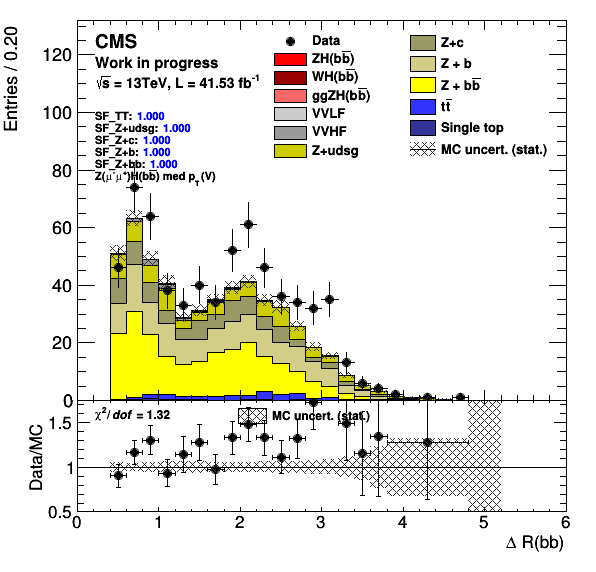 CMS
Work in progress
√s = 13TeV, L = 41.53 fb⁻¹
SF_TT: 1.000
SF_Z+udsg: 1.000
SF_Z+c: 1.000
SF_Z+b: 1.000
SF_Z+bb: 1.000
Z(μ⁻μ⁺)H(bb̅) med p_T(V)
Data
ZH(bb̅)
WH(bb̅)
ggZH(bb̅)
VVLF
VVHF
Z+udsg
Z+c
Z + b
Z + bb̅
tt̅
Single top
MC uncert. (stat.)
Entries / 0.20
120
100
80
60
40
20
0
χ²/dof = 1.32
MC uncert. (stat.)
Data/MC
1.5
1
0.5
0 1 2 3 4 5 6
Δ R(bb)